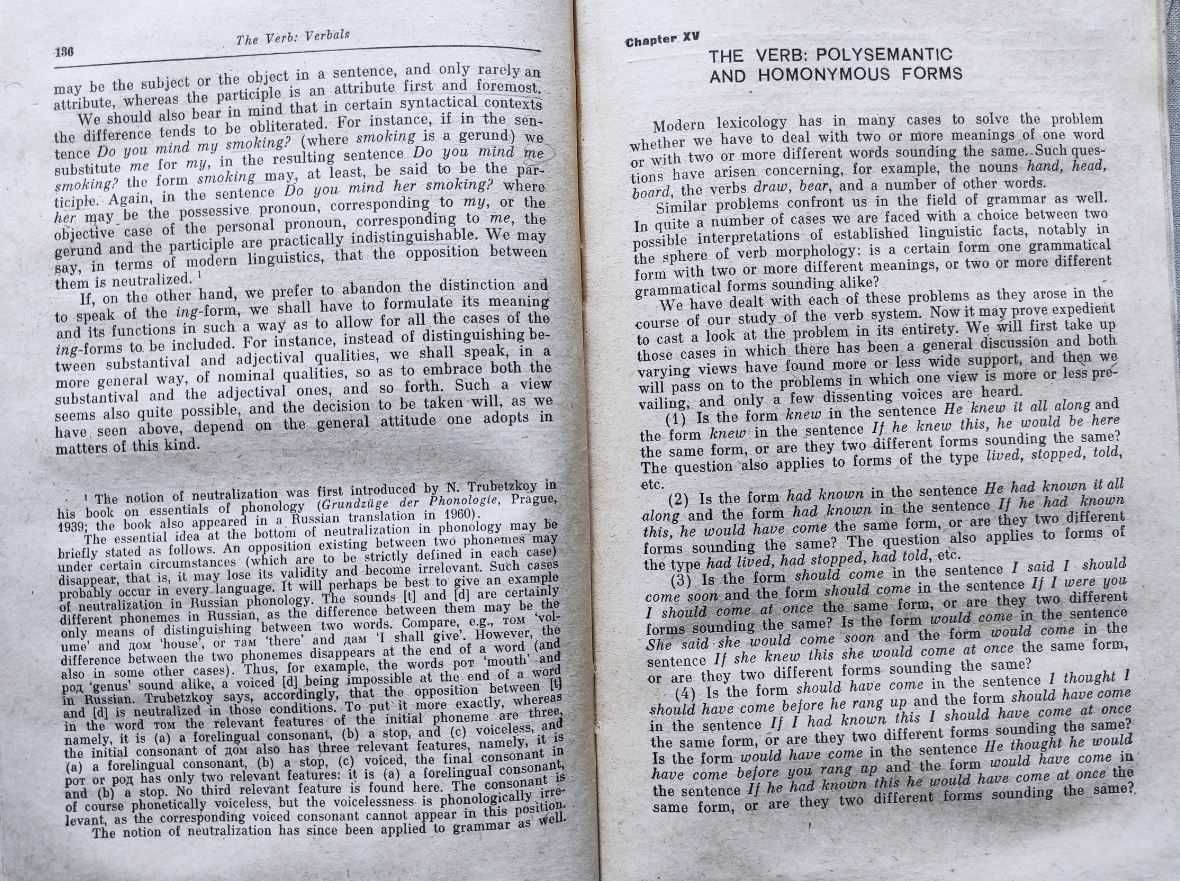 136
The Verb: Verbals
may be the subject or the object in a sentence, and only rarely an
attribute, whereas the participle is an attribute first and foremost.
We should also bear in mind that in certain syntactical contexts
the difference tends to be obliterated. For instance, if in the sen-
tence Do you mind my smoking? (where smoking is a gerund) we
substitute me for my, in the resulting sentence Do you mind me
smoking? the form smoking may, at least, be said to be the par-
ticiple. Again, in the sentence Do you mind her smoking? where
her may be the possessive pronoun, corresponding to my, or the
objective case of the personal pronoun, corresponding to me, the
gerund and the participle are practically indistinguishable. We may
say, in terms of modern linguistics, that the opposition between
them is neutralized. ¹
If, on the other hand, we prefer to abandon the distinction and
to speak of the ing-form, we shall have to formulate its meaning
and its functions in such a way as to allow for all the cases of the
ing-forms to be included. For instance, instead of distinguishing be-
tween substantival and adjectival qualities, we shall speak, in a
more general way, of nominal qualities, so as to embrace both the
substantival and the adjectival ones, and so forth. Such a view
seems also quite possible, and the decision to be taken will, as we
have seen above, depend on the general attitude one adopts in
matters of this kind.
¹ The notion of neutralization was first introduced by N. Trubetzkoy in
his book on essentials of phonology (Grundzüge der Phonologie, Prague,
1939; the book also appeared in a Russian translation in 1960).
The essential idea at the bottom of neutralization in phonology may be
briefly stated as follows. An opposition existing between two phonemes may
under certain circumstances (which are to be strictly defined in each case)
disappear, that is, it may lose its validity and become irrelevant. Such cases
probably occur in every language. It will perhaps be best to give an example
of neutralization in Russian phonology. The sounds [t] and [d] are certainly
different phonemes in Russian, as the difference between them may be the
only means of distinguishing between two words. Compare, e.g., том 'vol-
ume' and дом 'house', or там 'there' and дам 'I shall give'. However, the
difference between the two phonemes disappears at the end of a word (and
also in some other cases). Thus, for example, the words рот 'mouth' and
род 'genus' sound alike, a voiced [d] being impossible at the end of a word
in Russian. Trubetzkoy says, accordingly, that the opposition between [t]
and [d] is neutralized in those conditions. To put it more exactly, whereas
in the word том the relevant features of the initial phoneme are three,
namely, it is (a) a forelingual consonant, (b) a stop, and (c) voiceless, and
the initial consonant of дом also has three relevant features, namely, it is
(a) a forelingual consonant, (b) a stop, (c) voiced, the final consonant in
рот or род has only two relevant features: it is (a) a forelingual consonant,
and (b) a stop. No third relevant feature is found here. The consonant is
of course phonetically voiceless, but the voicelessness is phonologically irre-
levant, as the corresponding voiced consonant cannot appear in this position.
The notion of neutralization has since been applied to grammar as well.
Chapter XV
THE VERB: POLYSEMANTIC
AND HOMONYMOUS FORMS
Modern lexicology has in many cases to solve the problem
whether we have to deal with two or more meanings of one word
or with two or more different words sounding the same. Such ques-
tions have arisen concerning, for example, the nouns hand, head,
board, the verbs draw, bear, and a number of other words.
Similar problems confront us in the field of grammar as well.
In quite a number of cases we are faced with a choice between two
possible interpretations of established linguistic facts, notably in
the sphere of verb morphology: is a certain form one grammatical
form with two or more different meanings, or two or more different
grammatical forms sounding alike?
We have dealt with each of these problems as they arose in the
course of our study of the verb system. Now it may prove expedient
to cast a look at the problem in its entirety. We will first take up
those cases in which there has been a general discussion and both
varying views have found more or less wide support, and then we
will pass on to the problems in which one view is more or less pre-
vailing, and only a few dissenting voices are heard.
(1) Is the form knew in the sentence He knew it all along and
the form knew in the sentence If he knew this, he would be here
the same form, or are they two different forms sounding the same?
The question also applies to forms of the type lived, stopped, told,
etc.
(2) Is the form had known in the sentence He had known it all
along and the form had known in the sentence If he had known
this, he would have come the same form, or are they two different
forms sounding the same? The question also applies to forms of
the type had lived, had stopped, had told, etc.
(3) Is the form should come in the sentence I said I should
come soon and the form should come in the sentence If I were you
I should come at once the same form, or are they two different
forms sounding the same? Is the form would come in the sentence
She said she would come soon and the form would come in the
sentence If she knew this she would come at once the same form,
or are they two different forms sounding the same?
(4) Is the form should have come in the sentence I thought I
should have come before he rang up and the form should have come
in the sentence If I had known this I should have come at once
the same form, or are they two different forms sounding the same?
Is the form would have come in the sentence He thought he would
have come before you rang up and the form would have come in
the sentence If he had known this he would have come at once the
same form, or are they two different forms sounding the same?